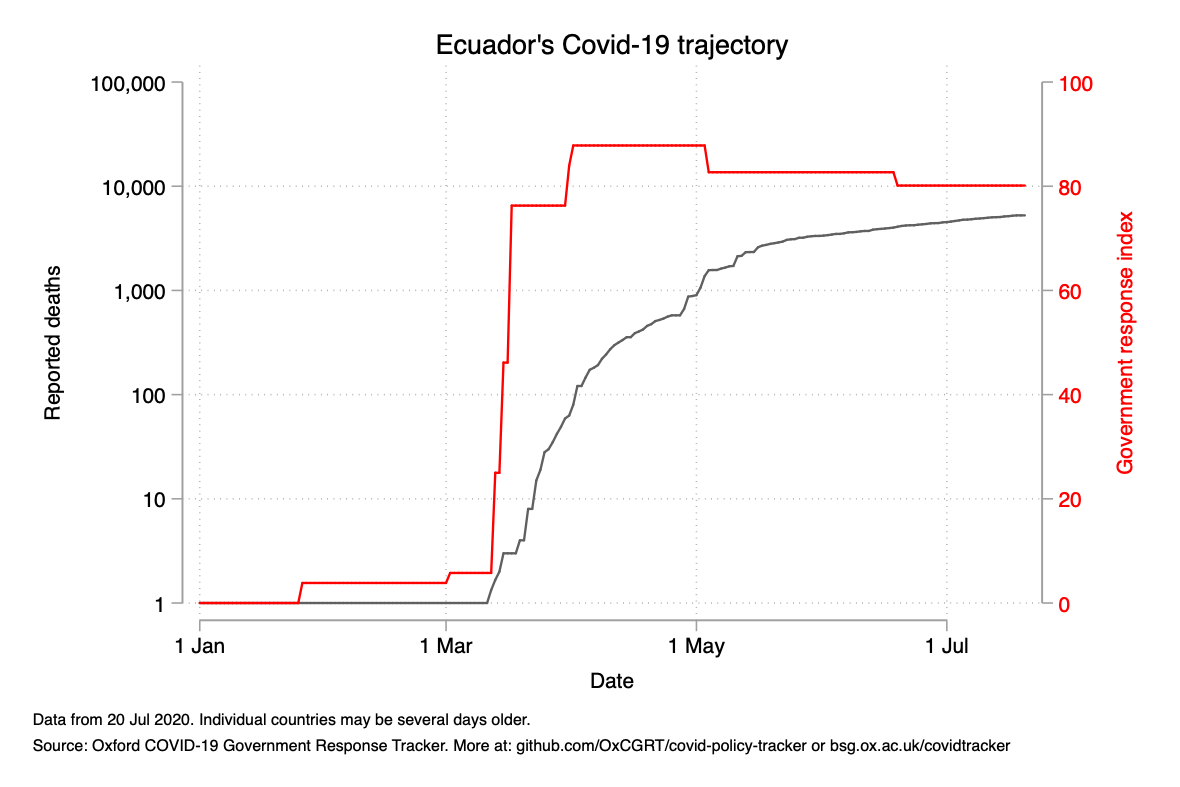 Ecuador's Covid-19 trajectory
100,000
10,000
1,000
100
10
1
Reported deaths
100
80
60
40
20
0
Government response index
1 Jan
1 Mar
1 May
1 Jul
Date
Data from 20 Jul 2020. Individual countries may be several days older.
Source: Oxford COVID-19 Government Response Tracker. More at: github.com/OxCGRT/covid-policy-tracker or bsg.ox.ac.uk/covidtracker